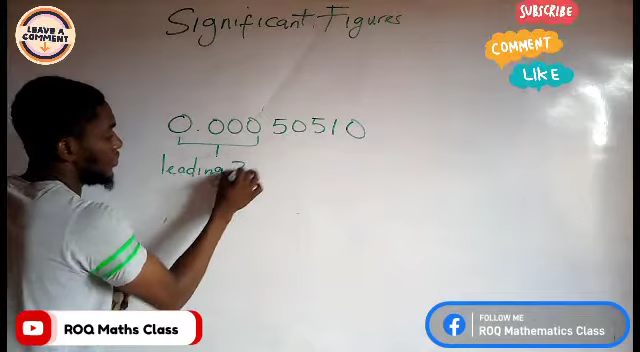 LEAVE A
COMMENT
Significant Figures
SUBSCRIBE
COMMENT
LIKE
0.00050510
leading
ROQ Maths Class
FOLLOW ME
ROQ Mathematics Class